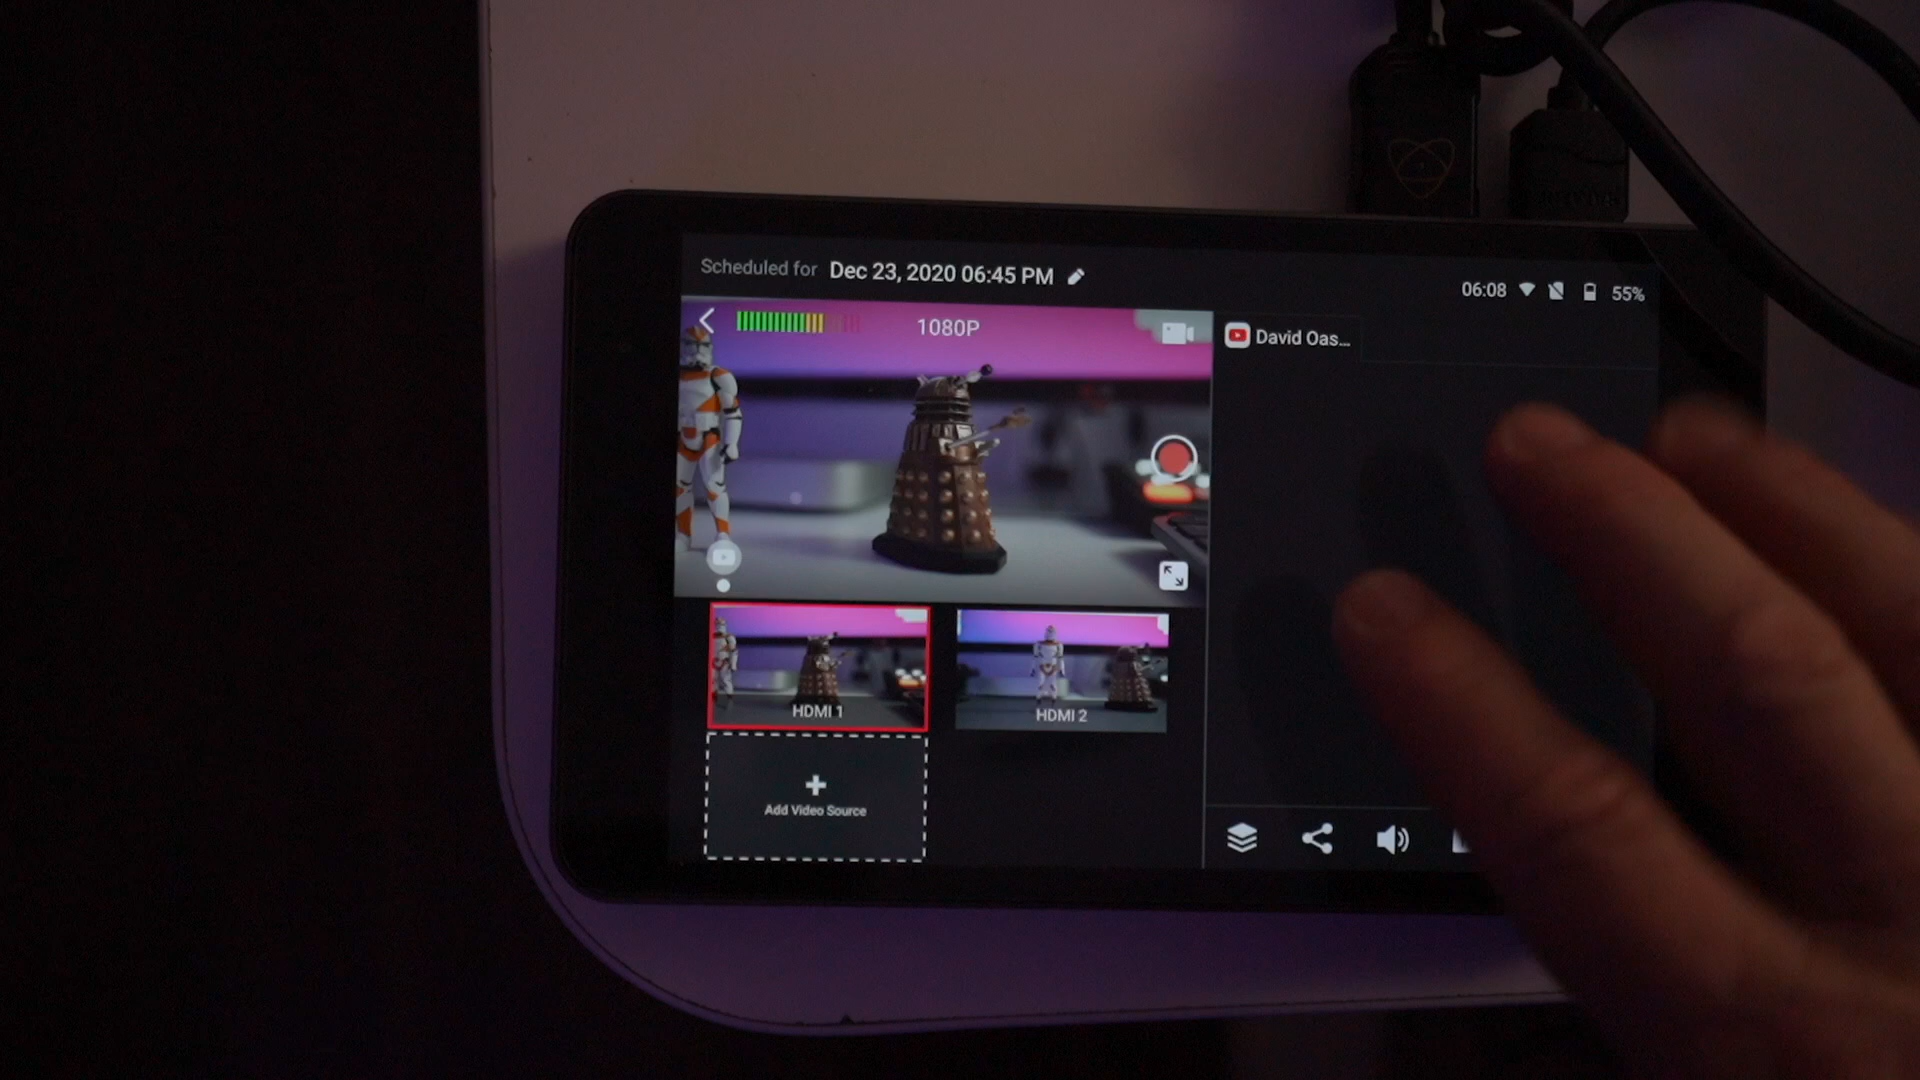 Scheduled for Dec 23, 2020 06:45 PM
06:08 55%
1080P
David Oas...
HDMI 1
HDMI 2
Add Video Source